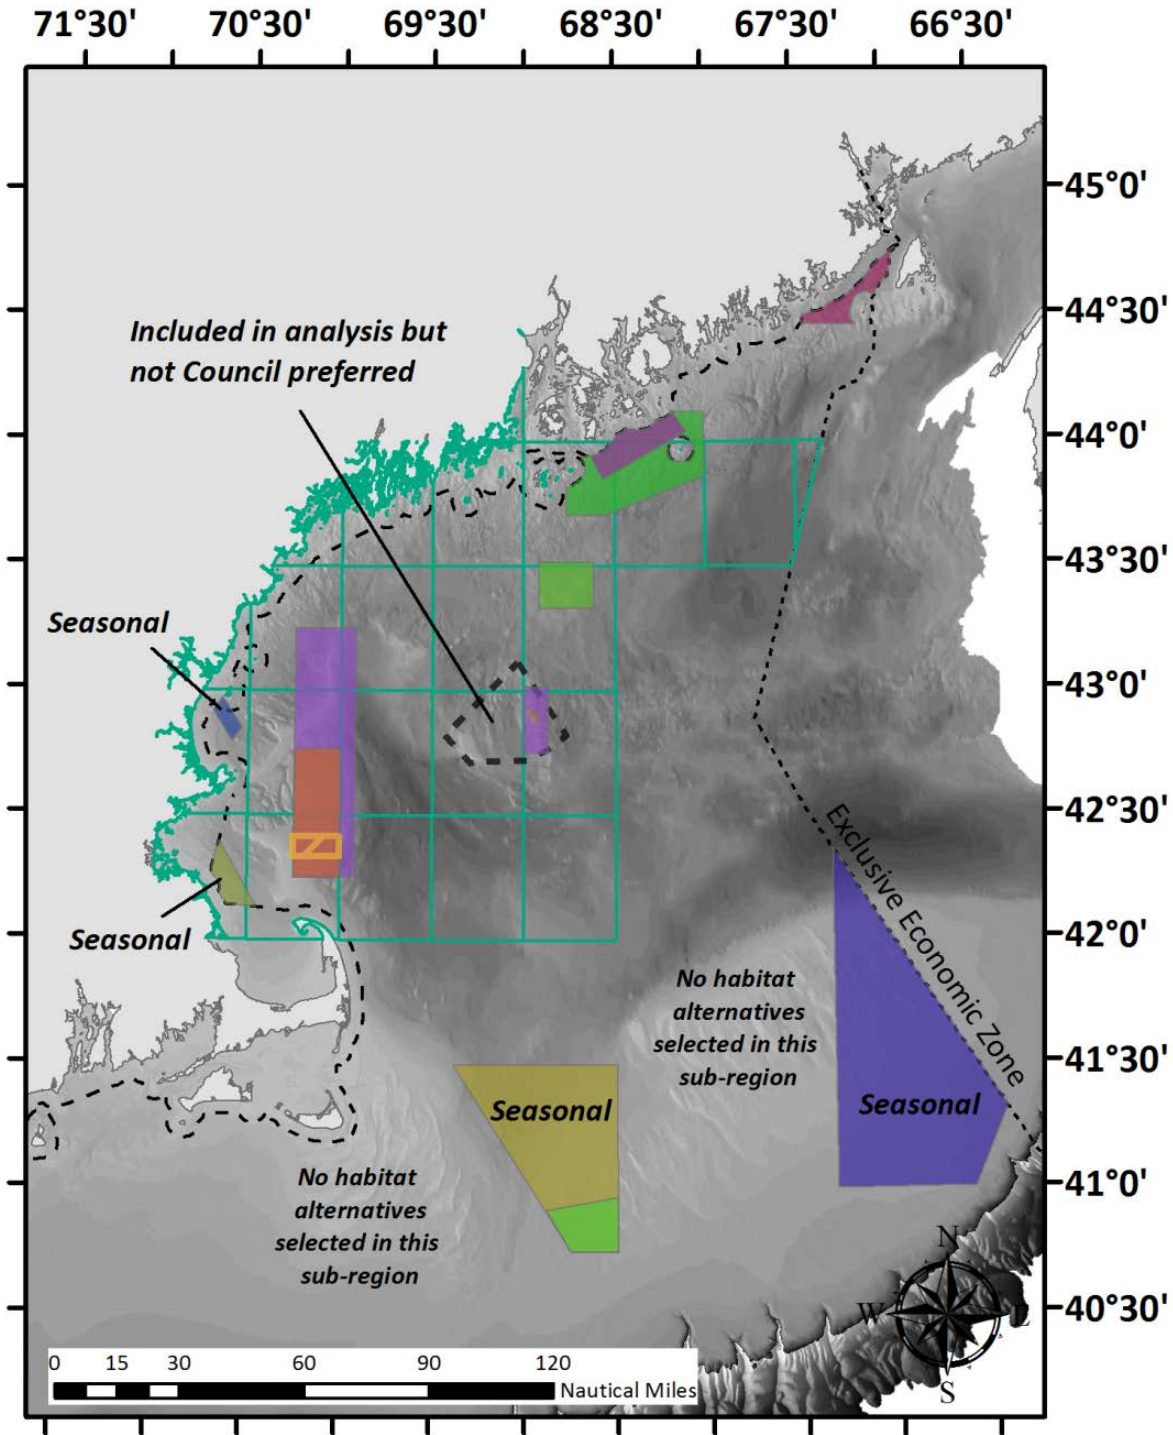 71°30' 70°30' 69°30' 68°30' 67°30' 66°30'
45°0'
44°30'
Included in analysis but
not Council preferred
44°0'
43°30'
Seasonal
43°0'
42°30'
Exclusive Economic Zone
Seasonal
42°0'
No habitat
alternatives
selected in this
sub-region
41°30'
Seasonal
Seasonal
41°0'
No habitat
alternatives
selected in this
sub-region
N
W
E
S
40°30'
0 15 30 60 90 120
Nautical Miles